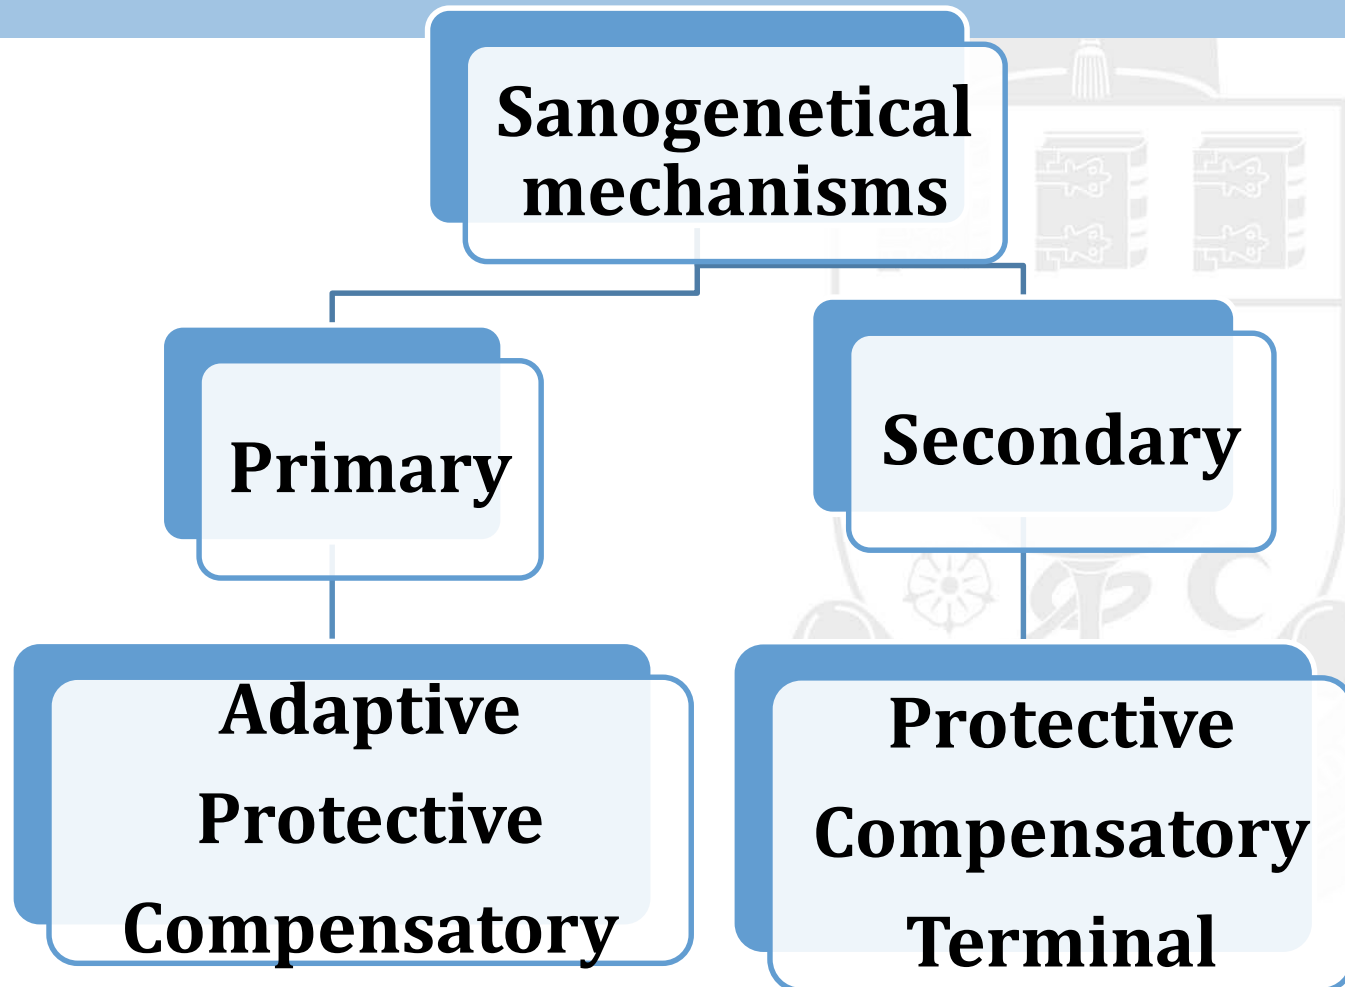 Sanogenetical
mechanisms
Primary
Secondary
Adaptive
Protective
Compensatory
Protective
Compensatory
Terminal